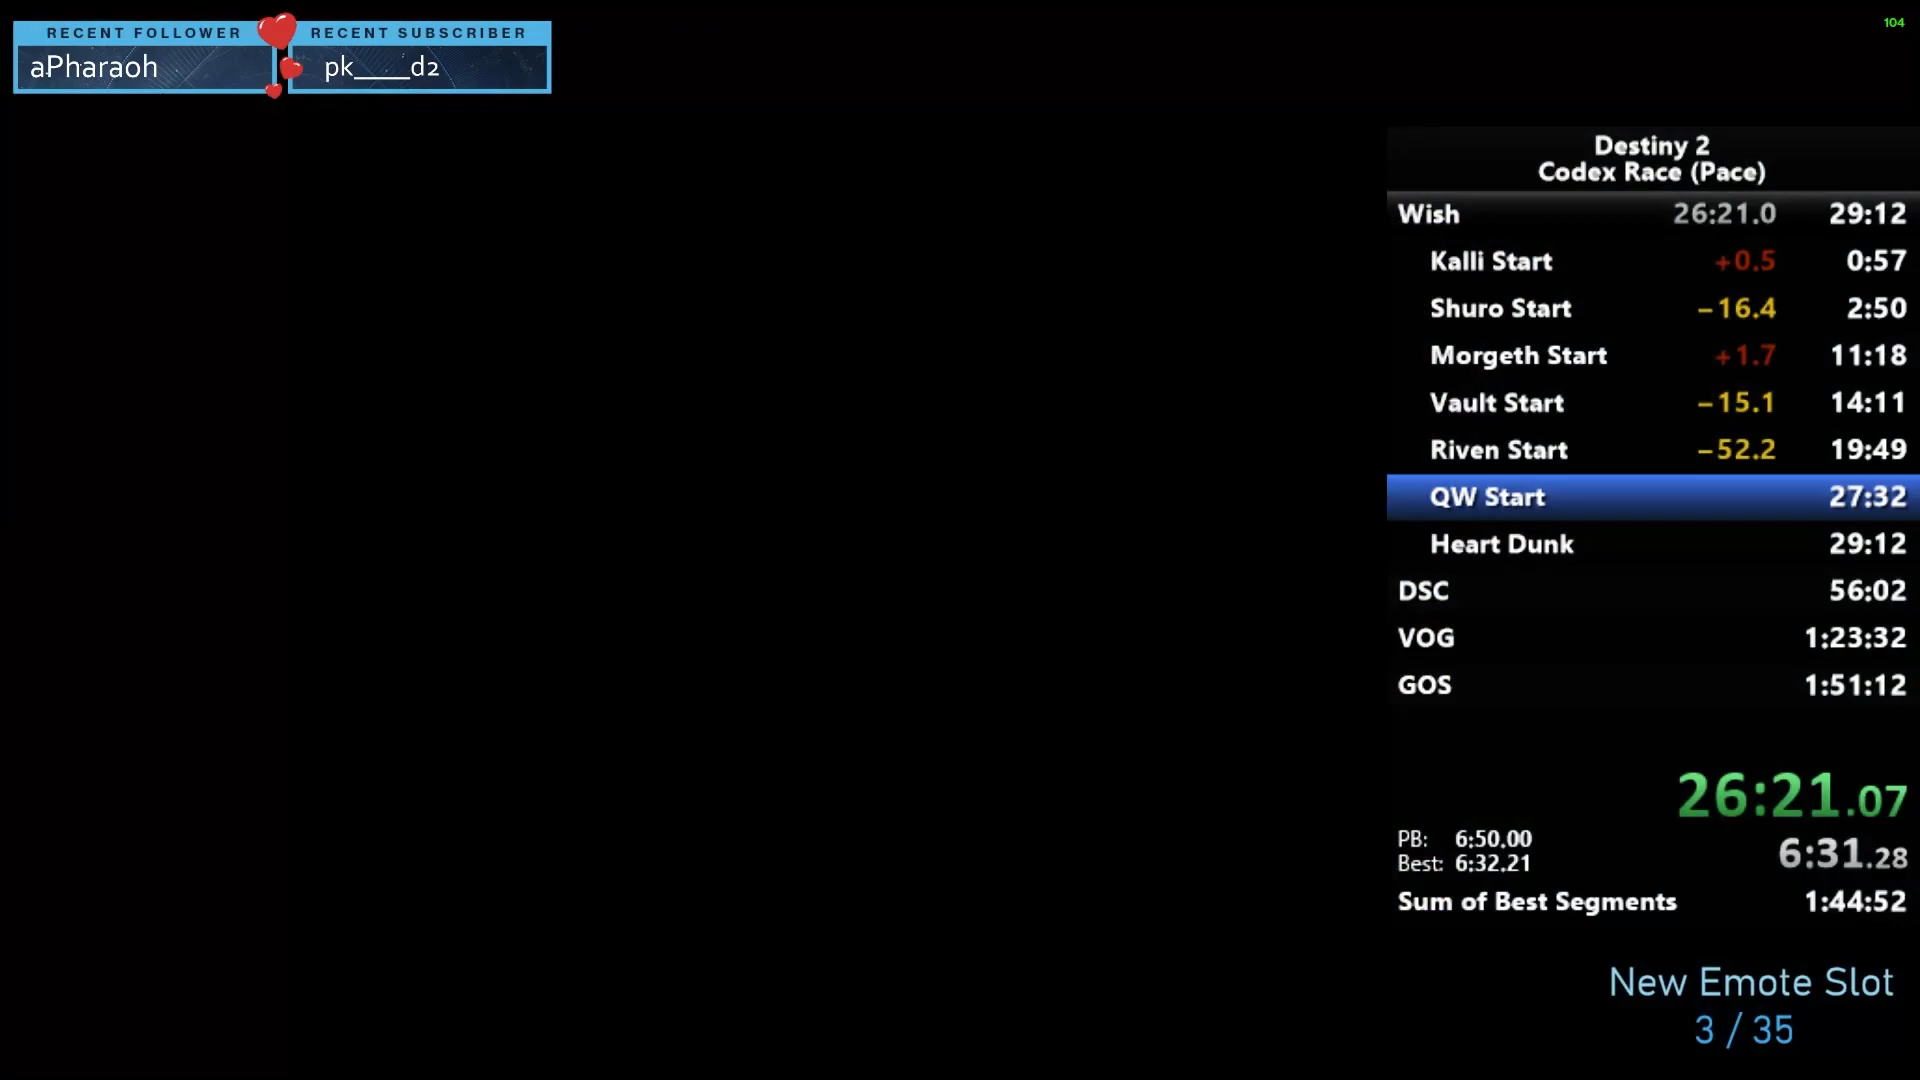 RECENT FOLLOWER
RECENT SUBSCRIBER
aPharaoh
pk____d2
104
Destiny 2
Codex Race (Pace)
Wish 26:21.0 29:12
Kalli Start +0.5 0:57
Shuro Start −16.4 2:50
Morgeth Start +1.7 11:18
Vault Start −15.1 14:11
Riven Start −52.2 19:49
QW Start 27:32
Heart Dunk 29:12
DSC 56:02
VOG 1:23:32
GOS 1:51:12
26:21.07
PB: 6:50.00
Best: 6:32.21
6:31.28
Sum of Best Segments 1:44:52
New Emote Slot
3 / 35